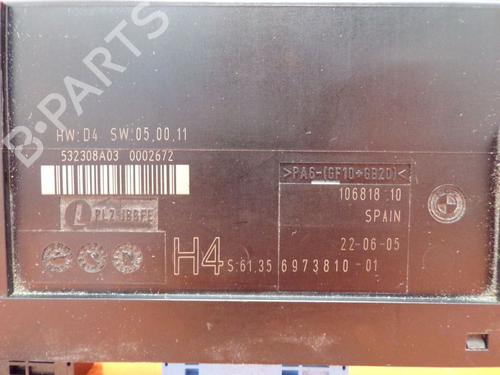 B-PARTS
HW:D4 SW:05,00,11
532308A03 0002672
>PA6-(GF10+GB20)<
106818 10
SPAIN
22-06-05
H4 S:61.35 6973810-01